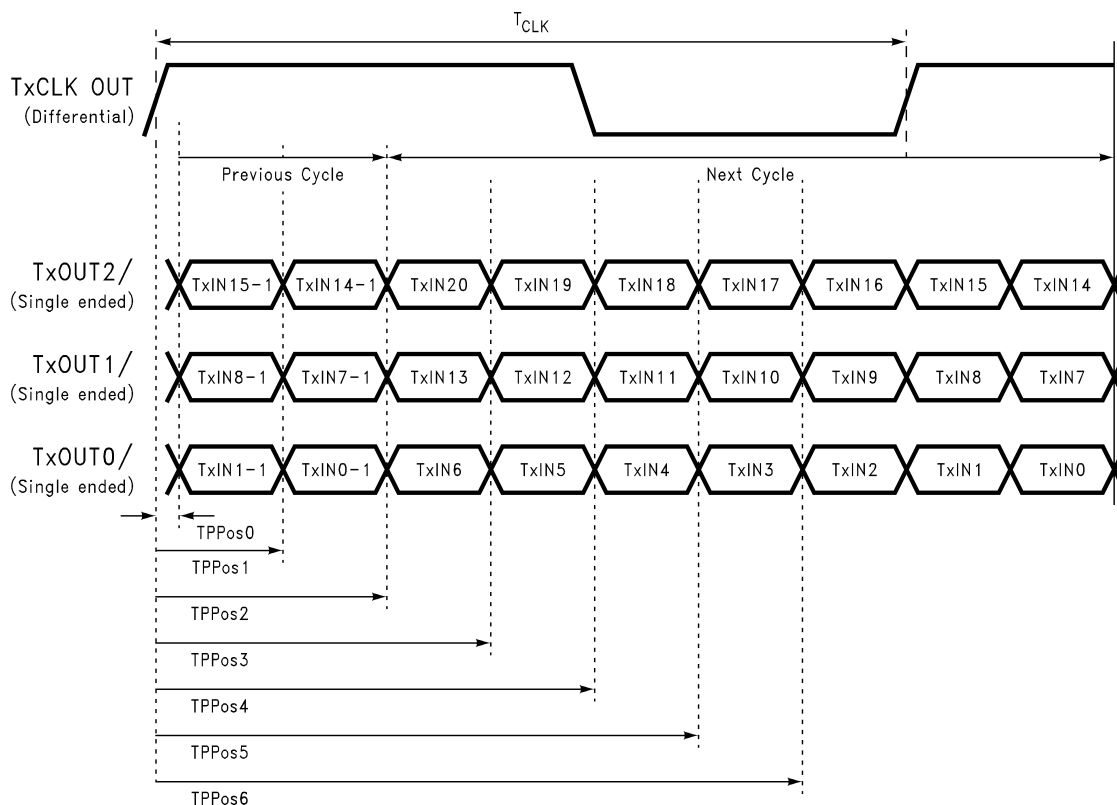 TCLK
TxCLK OUT
(Differential)
Previous Cycle
Next Cycle
TxOUT2/
(Single ended)
TxIN15-1 TxIN14-1 TxIN20 TxIN19 TxIN18 TxIN17 TxIN16 TxIN15 TxIN14
TxOUT1/
(Single ended)
TxIN8-1 TxIN7-1 TxIN13 TxIN12 TxIN11 TxIN10 TxIN9 TxIN8 TxIN7
TxOUT0/
(Single ended)
TxIN1-1 TxIN0-1 TxIN6 TxIN5 TxIN4 TxIN3 TxIN2 TxIN1 TxIN0
TPPos0
TPPos1
TPPos2
TPPos3
TPPos4
TPPos5
TPPos6